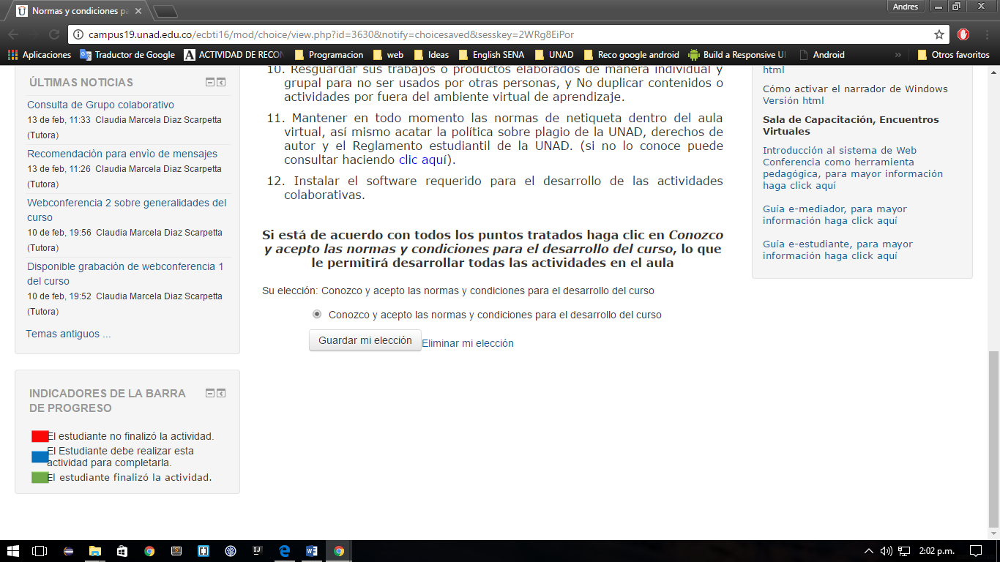 Normas y condiciones pa
Andres
campus19.unad.edu.co/ecbti16/mod/choice/view.php?id=3630&notify=choicesaved&sesskey=2WRg8EiPor
Aplicaciones
Traductor de Google
A ACTIVIDAD DE RECON
Programacion
web
Ideas
English SENA
UNAD
Reco google android
Build a Responsive UI
Android
»
Otros favoritos
ÚLTIMAS NOTICIAS
Consulta de Grupo colaborativo
13 de feb, 11:33 Claudia Marcela Diaz Scarpetta
(Tutora)
Recomendaciòn para envìo de mensajes
13 de feb, 11:26 Claudia Marcela Diaz Scarpetta
(Tutora)
Webconferencia 2 sobre generalidades del
curso
10 de feb, 19:56 Claudia Marcela Diaz Scarpetta
(Tutora)
Disponible grabaciòn de webconferencia 1
del curso
10 de feb, 19:52 Claudia Marcela Diaz Scarpetta
(Tutora)
Temas antiguos ...
INDICADORES DE LA BARRA
DE PROGRESO
El estudiante no finalizó la actividad.
El Estudiante debe realizar esta
actividad para completarla.
El estudiante finalizó la actividad.
10. Resguardar sus trabajos o productos elaborados de manera individual y
grupal para no ser usados por otras personas, y No duplicar contenidos o
actividades por fuera del ambiente virtual de aprendizaje.
11. Mantener en todo momento las normas de netiqueta dentro del aula
virtual, así mismo acatar la política sobre plagio de la UNAD, derechos de
autor y el Reglamento estudiantil de la UNAD. (si no lo conoce puede
consultar haciendo clic aquí).
12. Instalar el software requerido para el desarrollo de las actividades
colaborativas.
Si está de acuerdo con todos los puntos tratados haga clic en Conozco
y acepto las normas y condiciones para el desarrollo del curso, lo que
le permitirá desarrollar todas las actividades en el aula
Su elección: Conozco y acepto las normas y condiciones para el desarrollo del curso
Conozco y acepto las normas y condiciones para el desarrollo del curso
Guardar mi elección
Eliminar mi elección
html
Cómo activar el narrador de Windows
Versión html
Sala de Capacitación, Encuentros
Virtuales
Introducción al sistema de Web
Conferencia como herramienta
pedagógica, para mayor información
haga click aquí
Guía e-mediador, para mayor
información haga click aquí
Guía e-estudiante, para mayor
información haga click aquí
2:02 p.m.